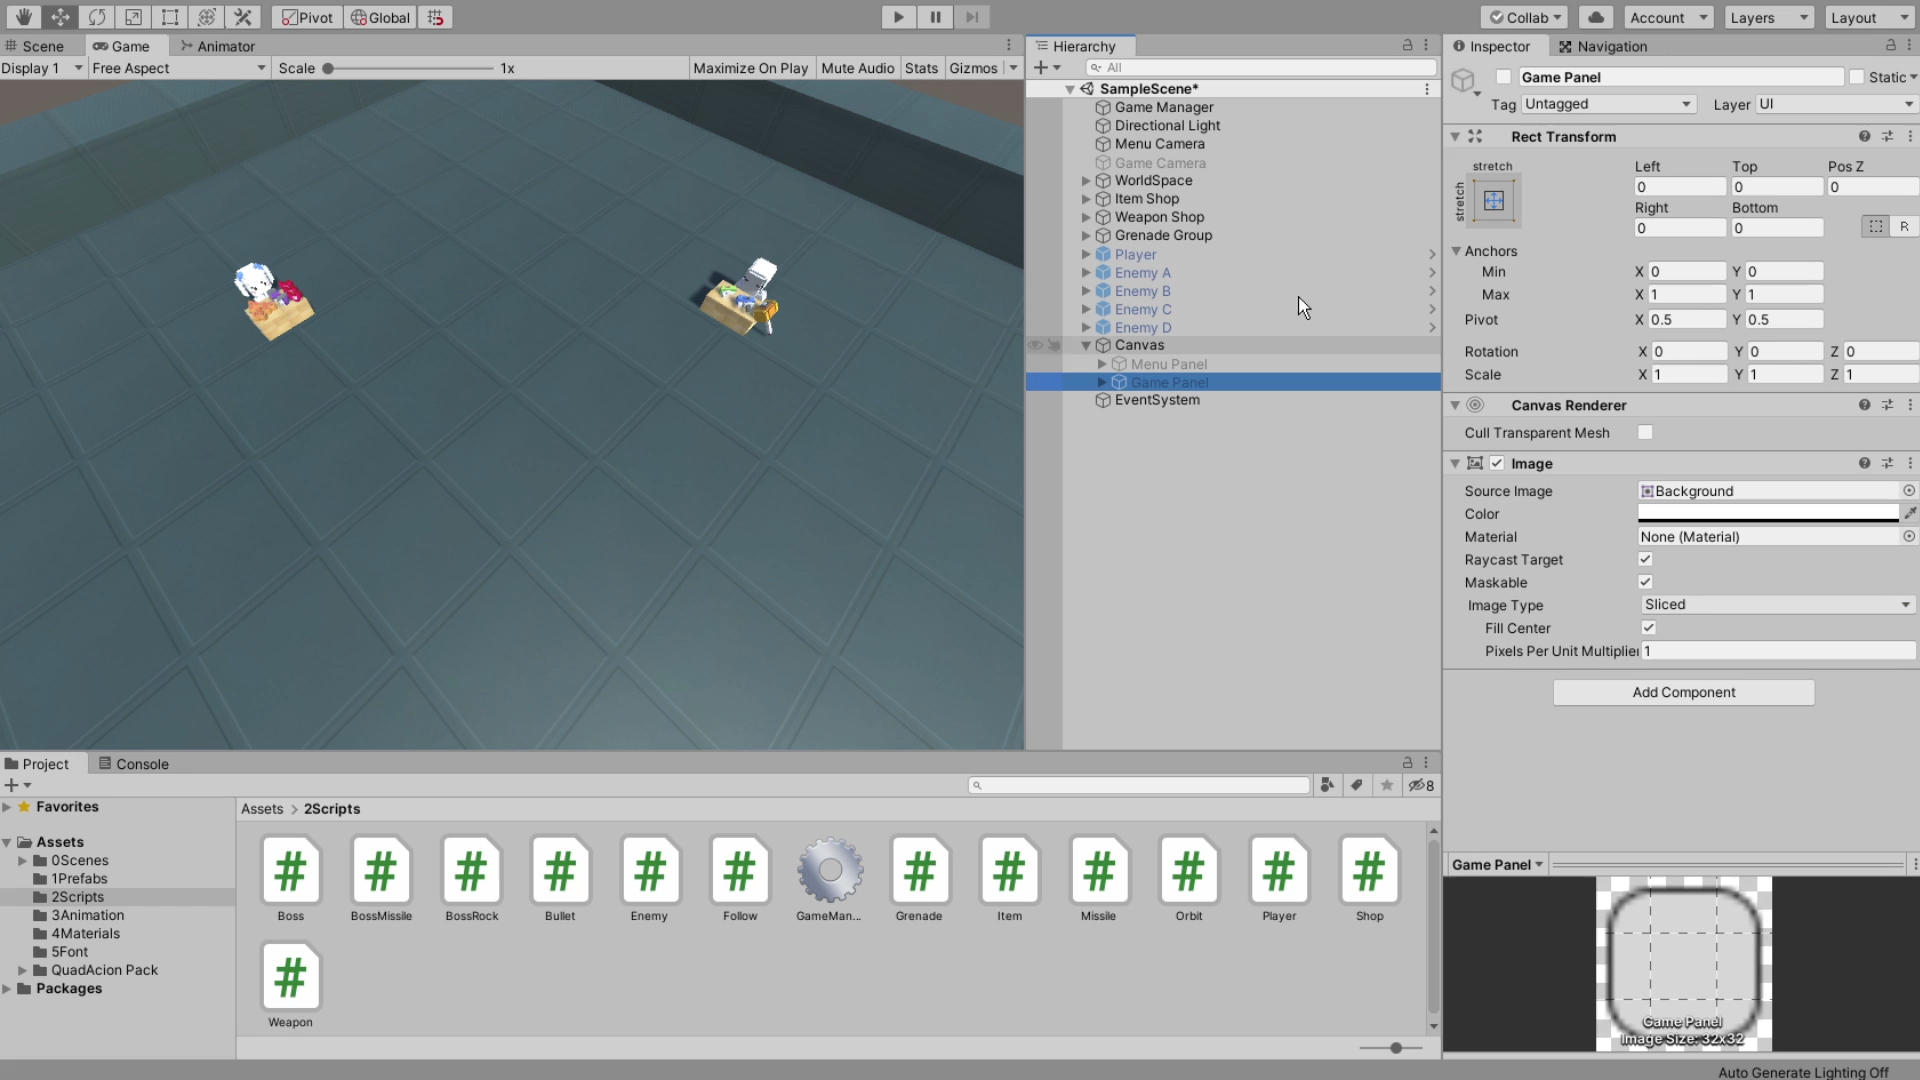 Pivot Global Collab Account Layers Layout
Scene Game Animator
Display 1 Free Aspect Scale 1x Maximize On Play Mute Audio Stats Gizmos
Hierarchy
All
SampleScene*
Game Manager
Directional Light
Menu Camera
Game Camera
WorldSpace
Item Shop
Weapon Shop
Grenade Group
Player
Enemy A
Enemy B
Enemy C
Enemy D
Canvas
Menu Panel
Game Panel
EventSystem
Inspector Navigation
Game Panel Static
Tag Untagged Layer UI
Rect Transform
stretch
stretch
Left Top Pos Z
0 0 0
Right Bottom
0 0 R
Anchors
Min X 0 Y 0
Max X 1 Y 1
Pivot X 0.5 Y 0.5
Rotation X 0 Y 0 Z 0
Scale X 1 Y 1 Z 1
Canvas Renderer
Cull Transparent Mesh
Image
Source Image Background
Color
Material None (Material)
Raycast Target
Maskable
Image Type Sliced
Fill Center
Pixels Per Unit Multiplier 1
Add Component
Game Panel
Game Panel
Image Size: 32x32
Project Console
8
Favorites
Assets
0Scenes
1Prefabs
2Scripts
3Animation
4Materials
5Font
QuadAcion Pack
Packages
Assets > 2Scripts
Boss BossMissile BossRock Bullet Enemy Follow GameMan... Grenade Item Missile Orbit Player Shop
Weapon
Auto Generate Lighting Off